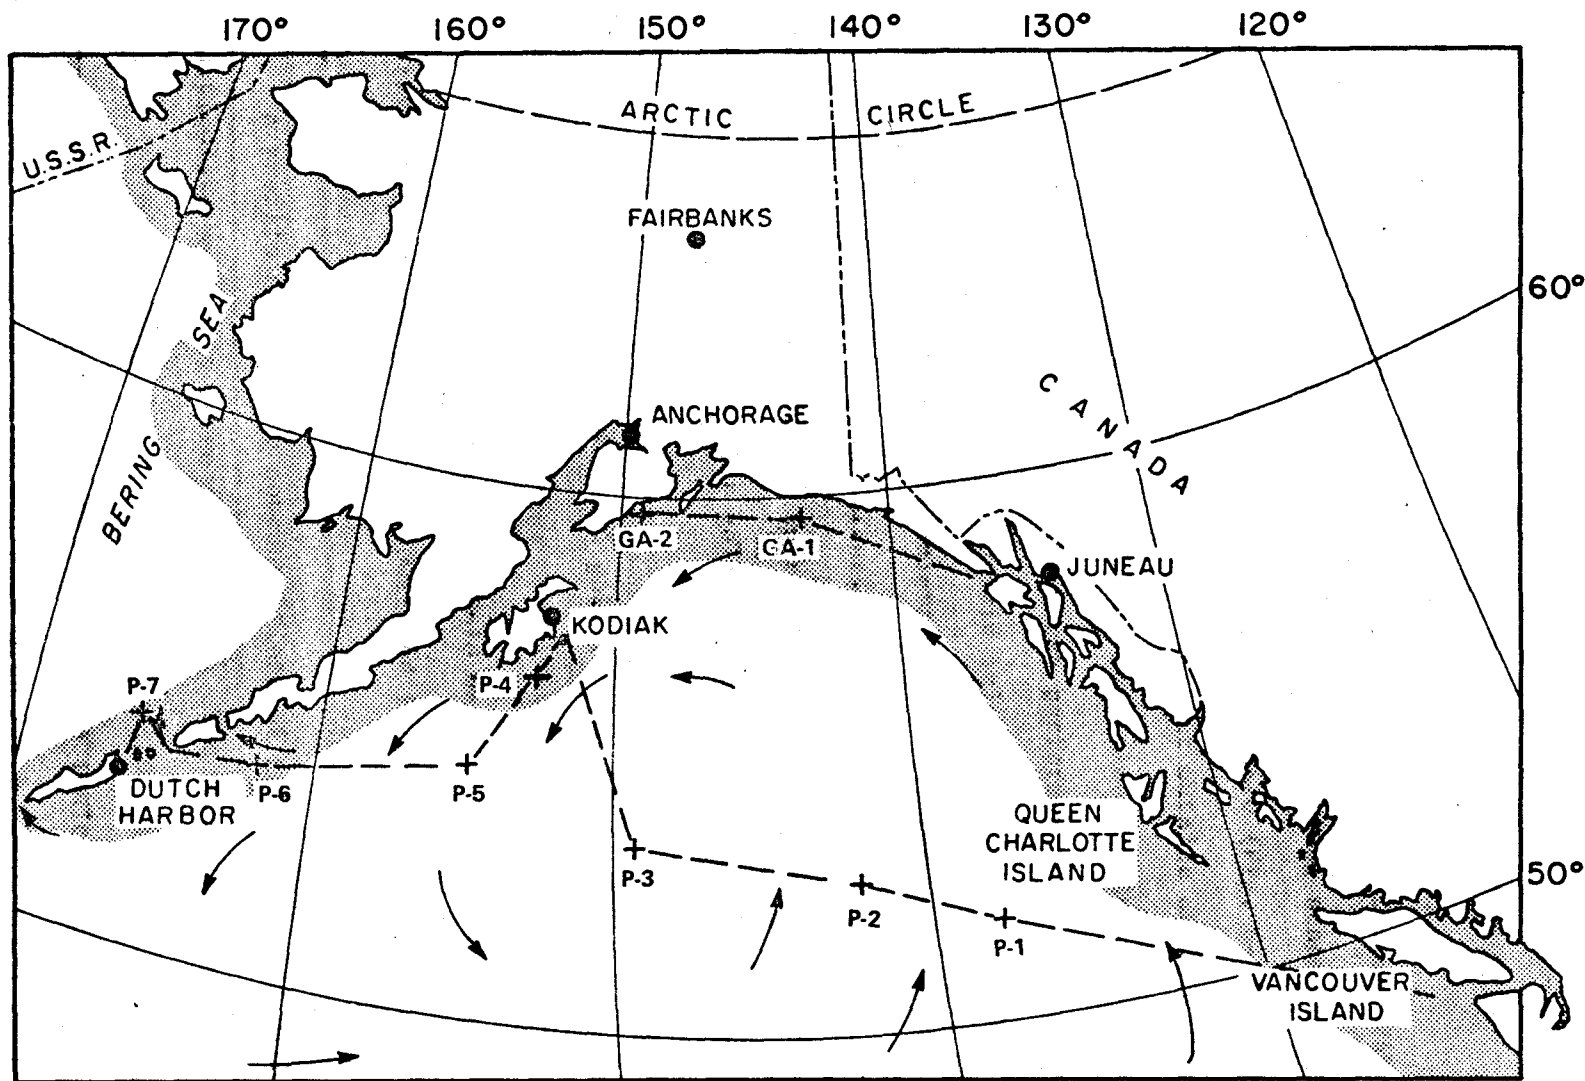 170° 160° 150° 140° 130° 120°
ARCTIC CIRCLE
U.S.S.R.
FAIRBANKS
60°
BERING SEA
CANADA
ANCHORAGE
GA-2 GA-1
JUNEAU
KODIAK
P-4
P-7
DUTCH
HARBOR
P-6
P-5
QUEEN
CHARLOTTE
ISLAND
P-3
50°
P-2
P-1
VANCOUVER
ISLAND